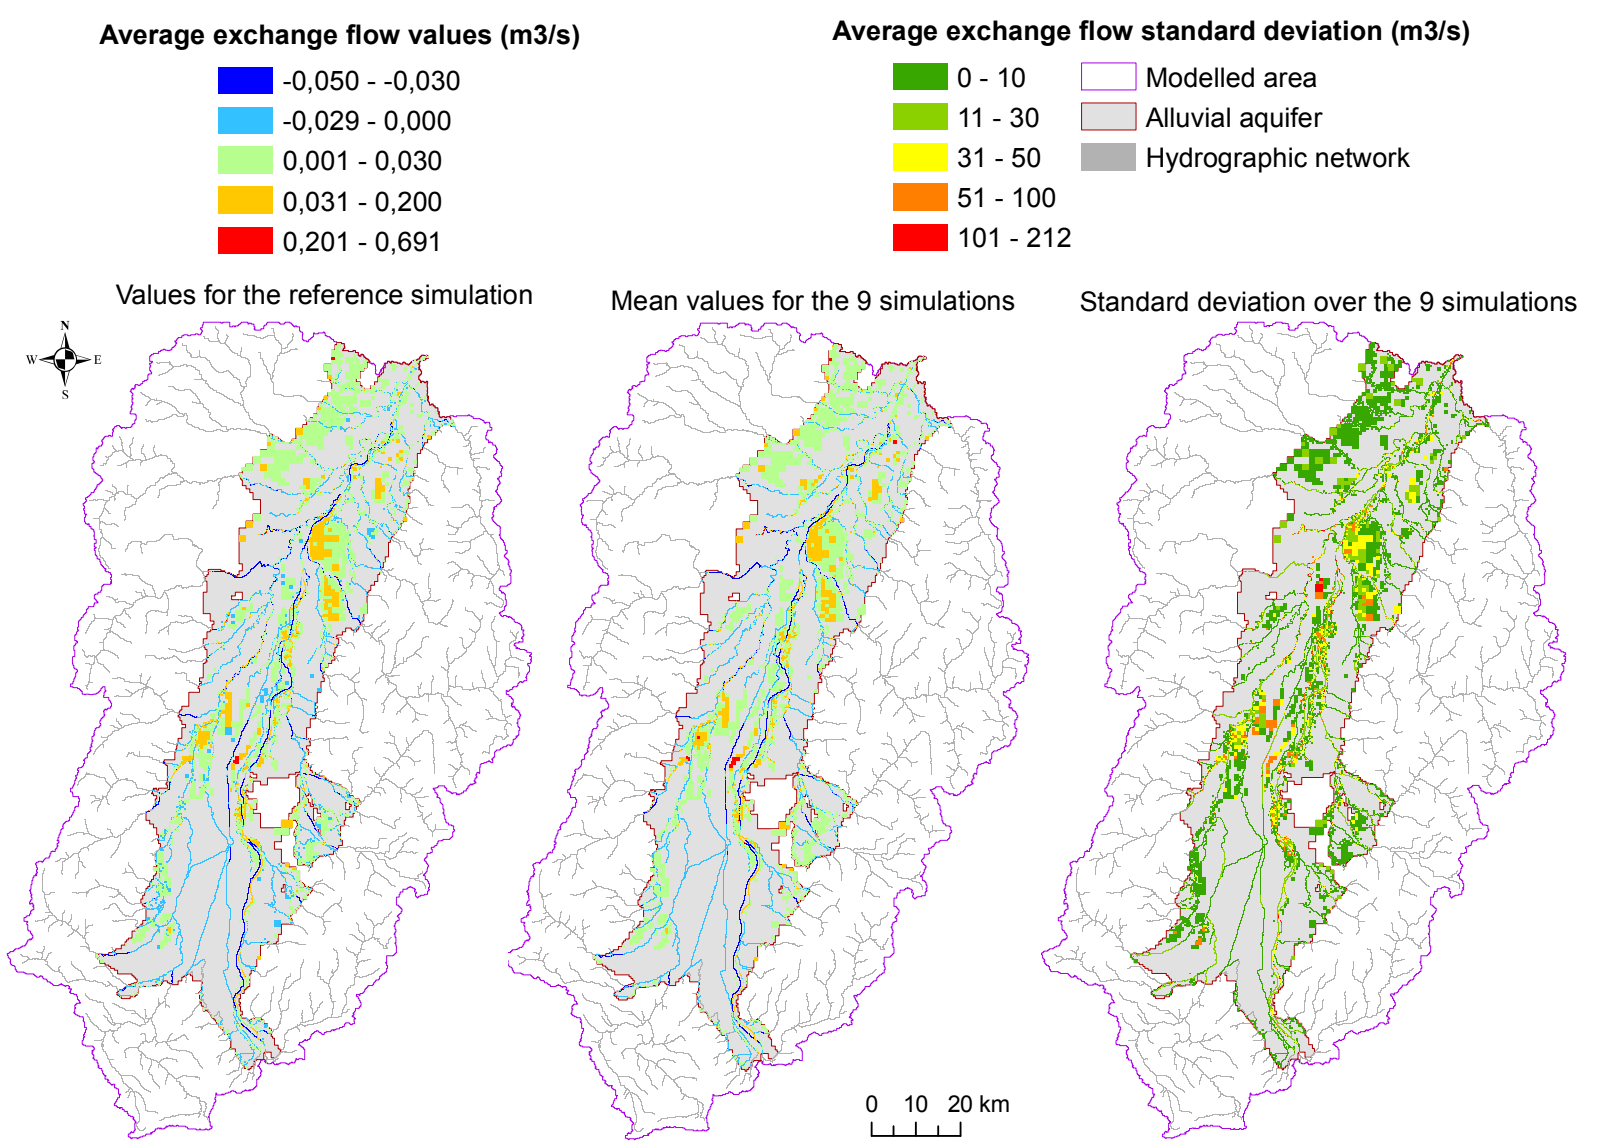 Average exchange flow values (m3/s)
-0,050 - -0,030
-0,029 - 0,000
0,001 - 0,030
0,031 - 0,200
0,201 - 0,691
Average exchange flow standard deviation (m3/s)
0 - 10
11 - 30
31 - 50
51 - 100
101 - 212
Modelled area
Alluvial aquifer
Hydrographic network
Values for the reference simulation
Mean values for the 9 simulations
Standard deviation over the 9 simulations
N
W E
S
0 10 20 km